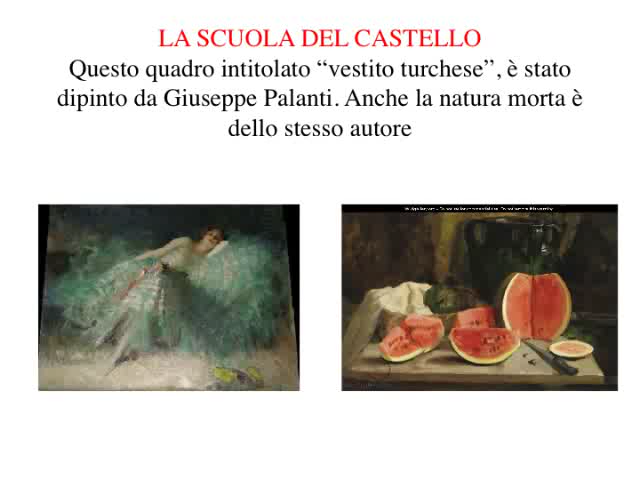 LA SCUOLA DEL CASTELLO
Questo quadro intitolato “vestito turchese”, è stato
dipinto da Giuseppe Palanti. Anche la natura morta è
dello stesso autore